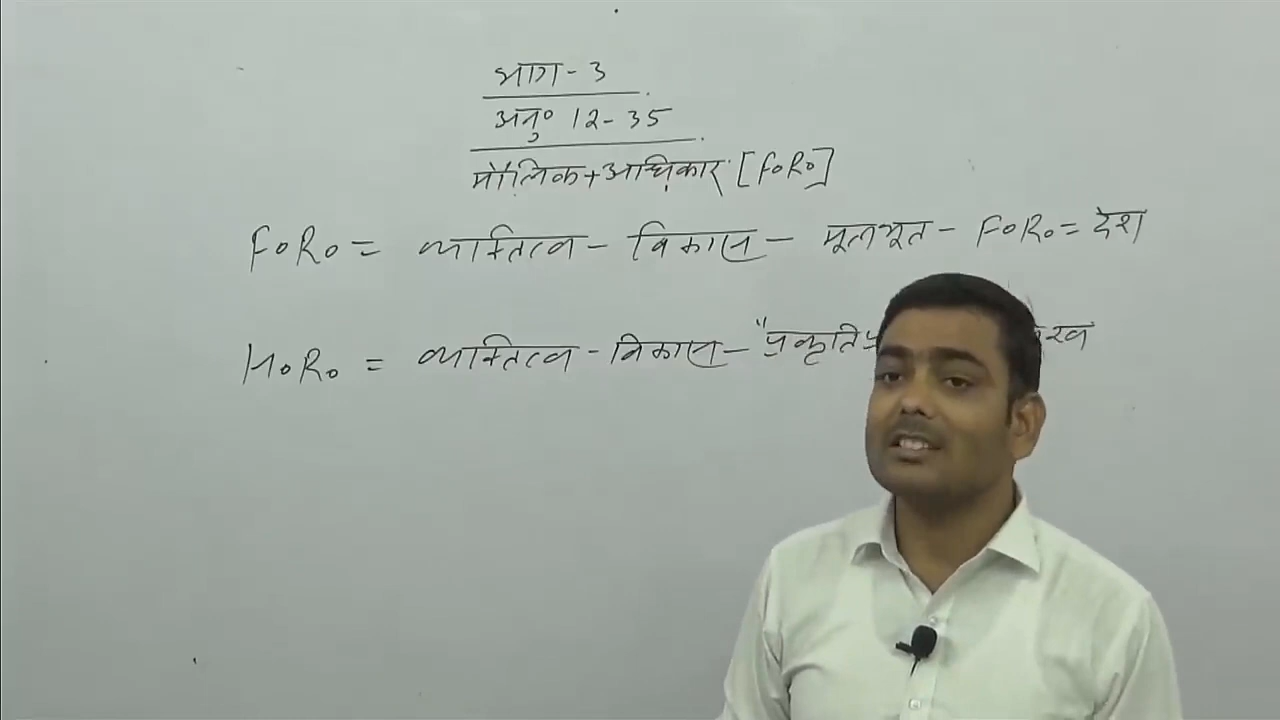 भाग - 3
अनु० 12-35
मौलिक+अधिकार [F०R०]
F०R० = व्यक्तित्व - विकास - मूलभूत - F०R० = देश
H०R० = व्यक्तित्व - विकास - "प्रकृति